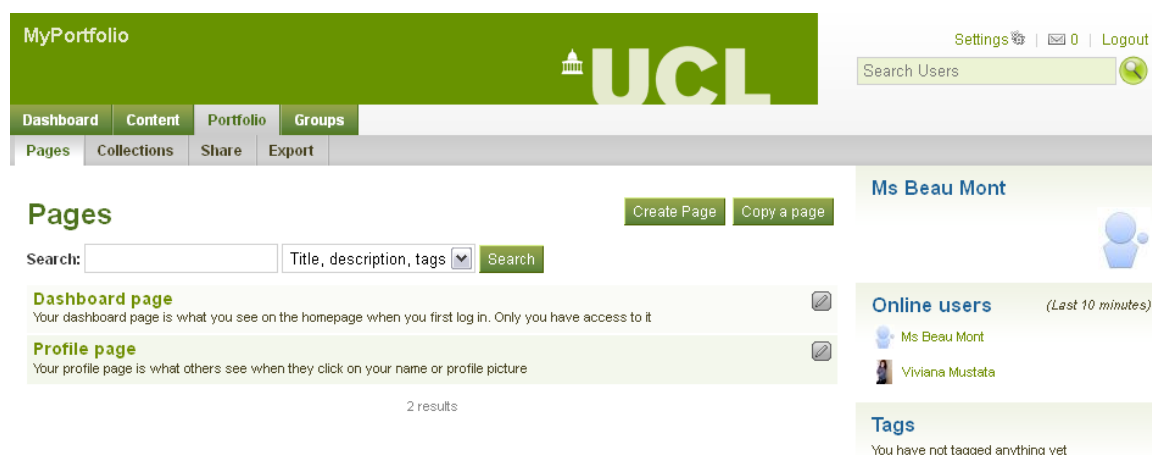 MyPortfolio
UCL
Settings | 0 | Logout
Search Users
Dashboard Content Portfolio Groups
Pages Collections Share Export
Pages
Create Page Copy a page
Search: Title, description, tags Search
Dashboard page
Your dashboard page is what you see on the homepage when you first log in. Only you have access to it
Profile page
Your profile page is what others see when they click on your name or profile picture
2 results
Ms Beau Mont
Online users (Last 10 minutes)
Ms Beau Mont
Viviana Mustata
Tags
You have not tagged anything yet